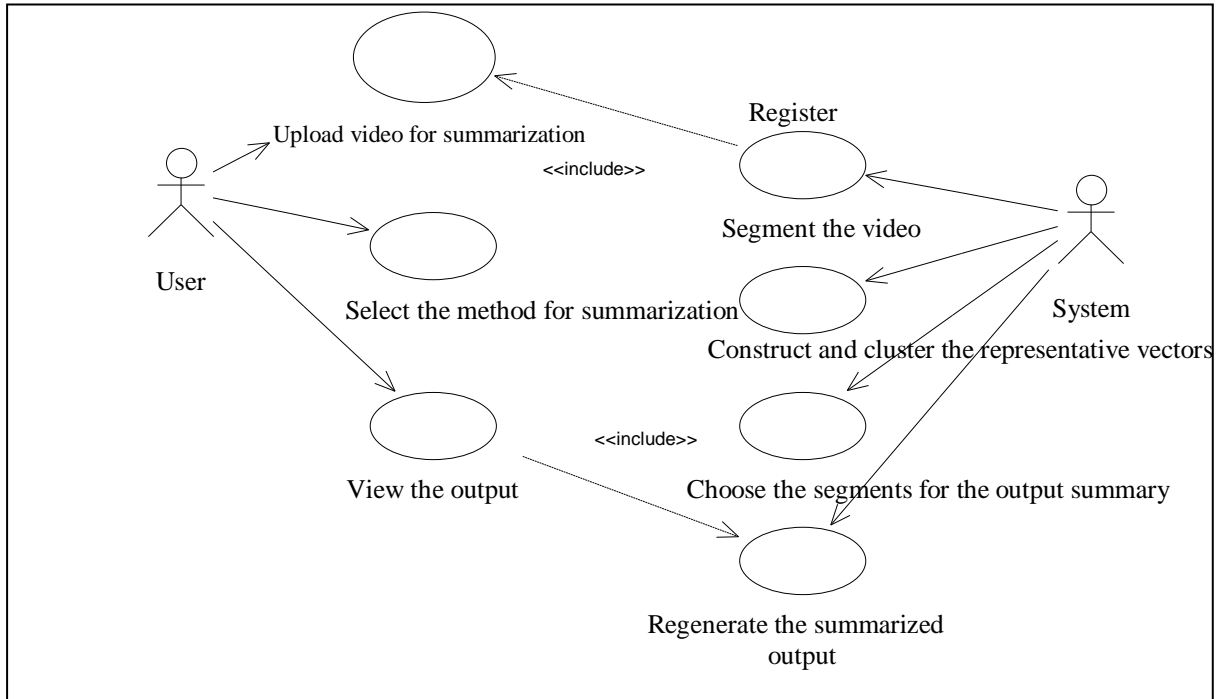 Register
Upload video for summarization
<<include>>
Segment the video
User
Select the method for summarization
System
Construct and cluster the representative vectors
<<include>>
View the output
Choose the segments for the output summary
Regenerate the summarized
output